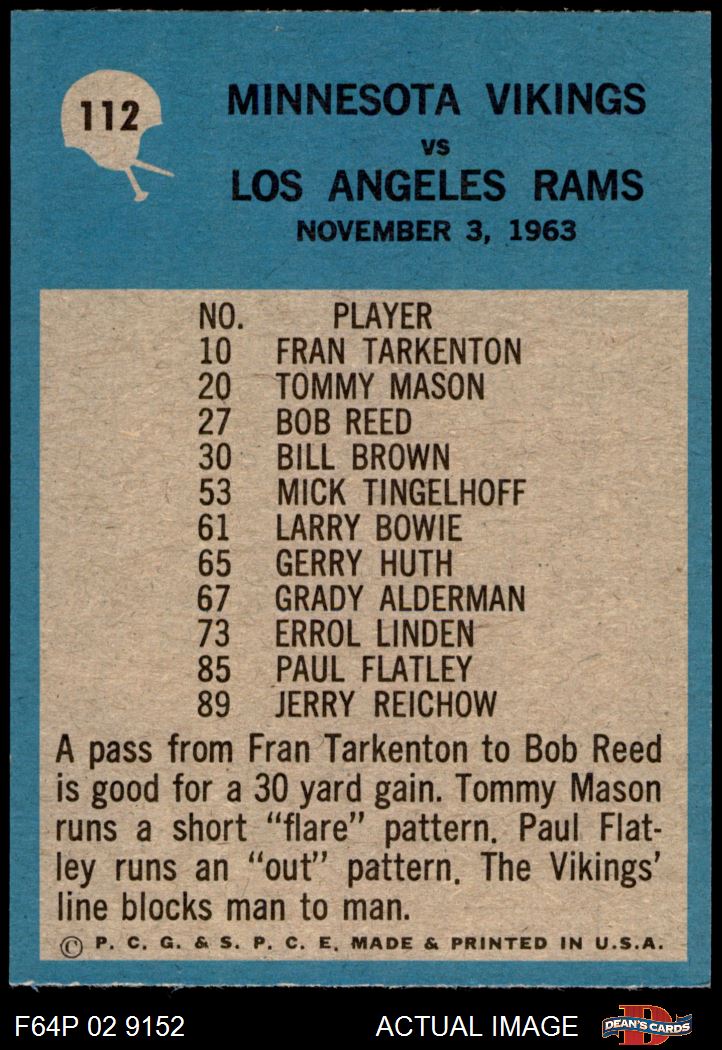 112
MINNESOTA VIKINGS
VS
LOS ANGELES RAMS
NOVEMBER 3, 1963
NO. PLAYER
10 FRAN TARKENTON
20 TOMMY MASON
27 BOB REED
30 BILL BROWN
53 MICK TINGELHOFF
61 LARRY BOWIE
65 GERRY HUTH
67 GRADY ALDERMAN
73 ERROL LINDEN
85 PAUL FLATLEY
89 JERRY REICHOW
A pass from Fran Tarkenton to Bob Reed
is good for a 30 yard gain. Tommy Mason
runs a short “flare” pattern. Paul Flat-
ley runs an “out” pattern. The Vikings’
line blocks man to man.
© P. C. G. & S. P. C. E. MADE & PRINTED IN U.S.A.
F64P 02 9152 ACTUAL IMAGE D DEAN'S CARDS